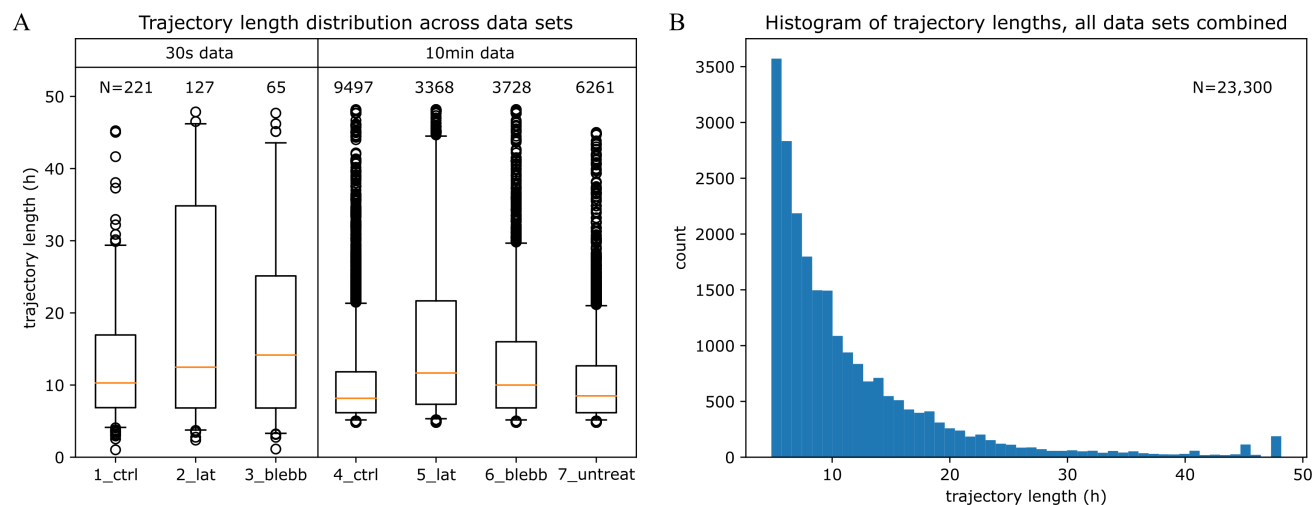 A
Trajectory length distribution across data sets
30s data
10min data
N=221
127
65
9497
3368
3728
6261
50
40
30
20
10
0
trajectory length (h)
1_ctrl
2_lat
3_blebb
4_ctrl
5_lat
6_blebb
7_untreat
B
Histogram of trajectory lengths, all data sets combined
N=23,300
3500
3000
2500
2000
1500
1000
500
0
count
10
20
30
40
50
trajectory length (h)